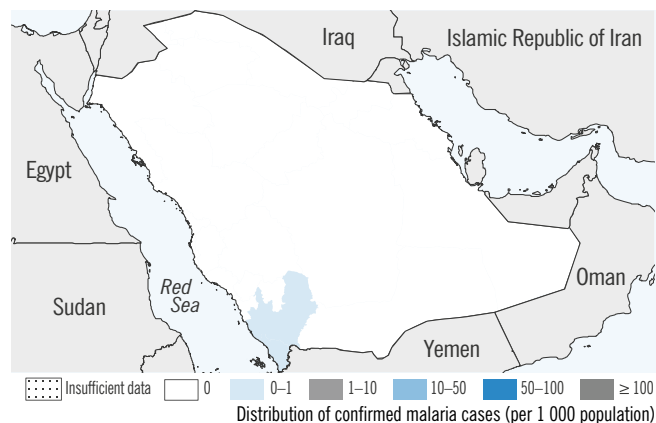 Iraq
Islamic Republic of Iran
Egypt
Red
Sea
Oman
Sudan
Yemen
Insufficient data 0 0–1 1–10 10–50 50–100 ≥ 100
Distribution of confirmed malaria cases (per 1 000 population)